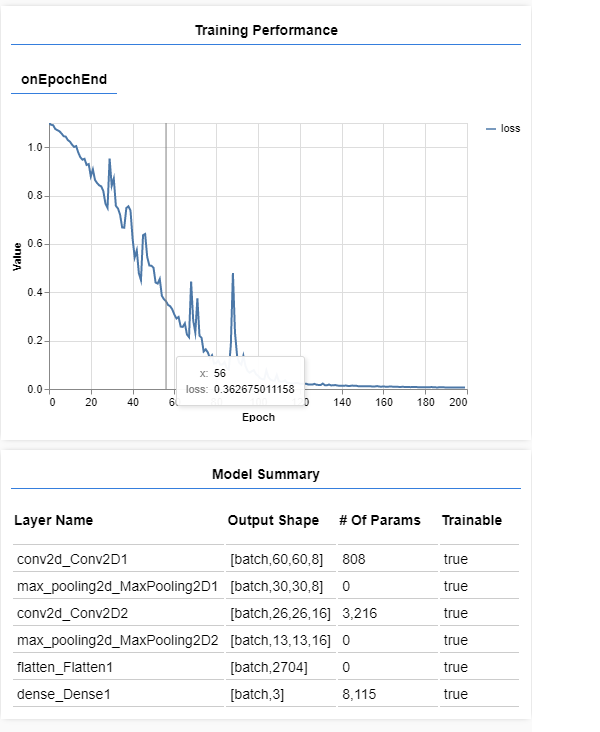 Training Performance
onEpochEnd
loss
1.0
0.8
0.6
0.4
0.2
0.0
Value
x: 56
loss: 0.362675011158
0 20 40 140 160 180 200
Epoch
Model Summary
Layer Name Output Shape # Of Params Trainable
conv2d_Conv2D1 [batch,60,60,8] 808 true
max_pooling2d_MaxPooling2D1 [batch,30,30,8] 0 true
conv2d_Conv2D2 [batch,26,26,16] 3,216 true
max_pooling2d_MaxPooling2D2 [batch,13,13,16] 0 true
flatten_Flatten1 [batch,2704] 0 true
dense_Dense1 [batch,3] 8,115 true